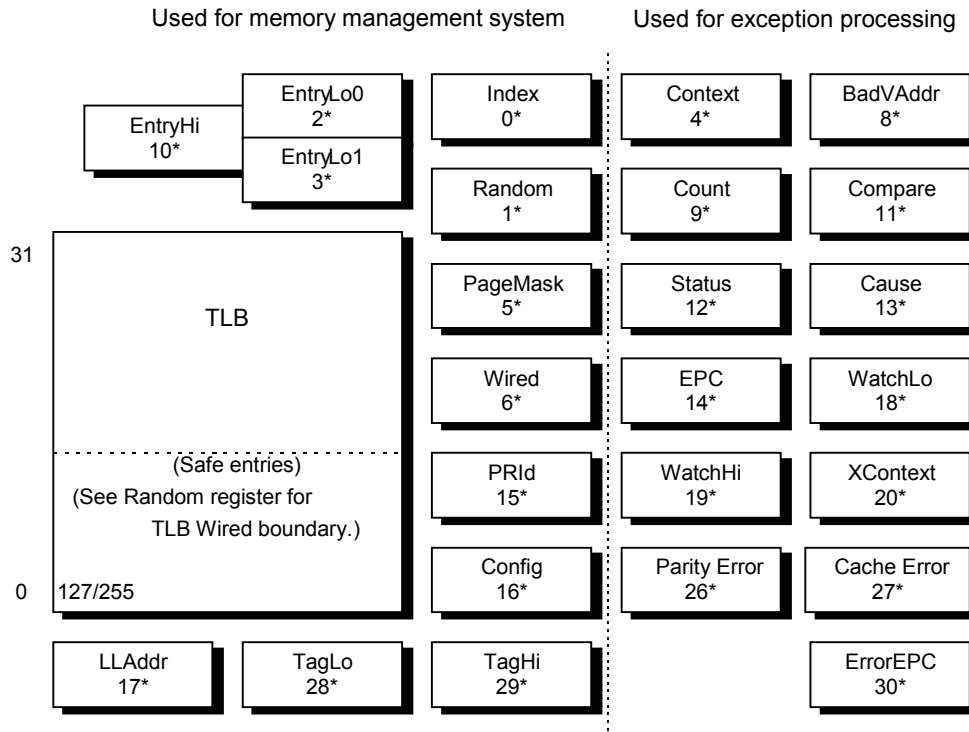 Used for memory management system
Used for exception processing
EntryLo0
2*
Index
0*
Context
4*
BadVAddr
8*
EntryHi
10*
EntryLo1
3*
Random
1*
Count
9*
Compare
11*
31
TLB
PageMask
5*
Status
12*
Cause
13*
Wired
6*
EPC
14*
WatchLo
18*
(Safe entries)
(See Random register for
TLB Wired boundary.)
PRId
15*
WatchHi
19*
XContext
20*
0
127/255
Config
16*
Parity Error
26*
Cache Error
27*
LLAddr
17*
TagLo
28*
TagHi
29*
ErrorEPC
30*